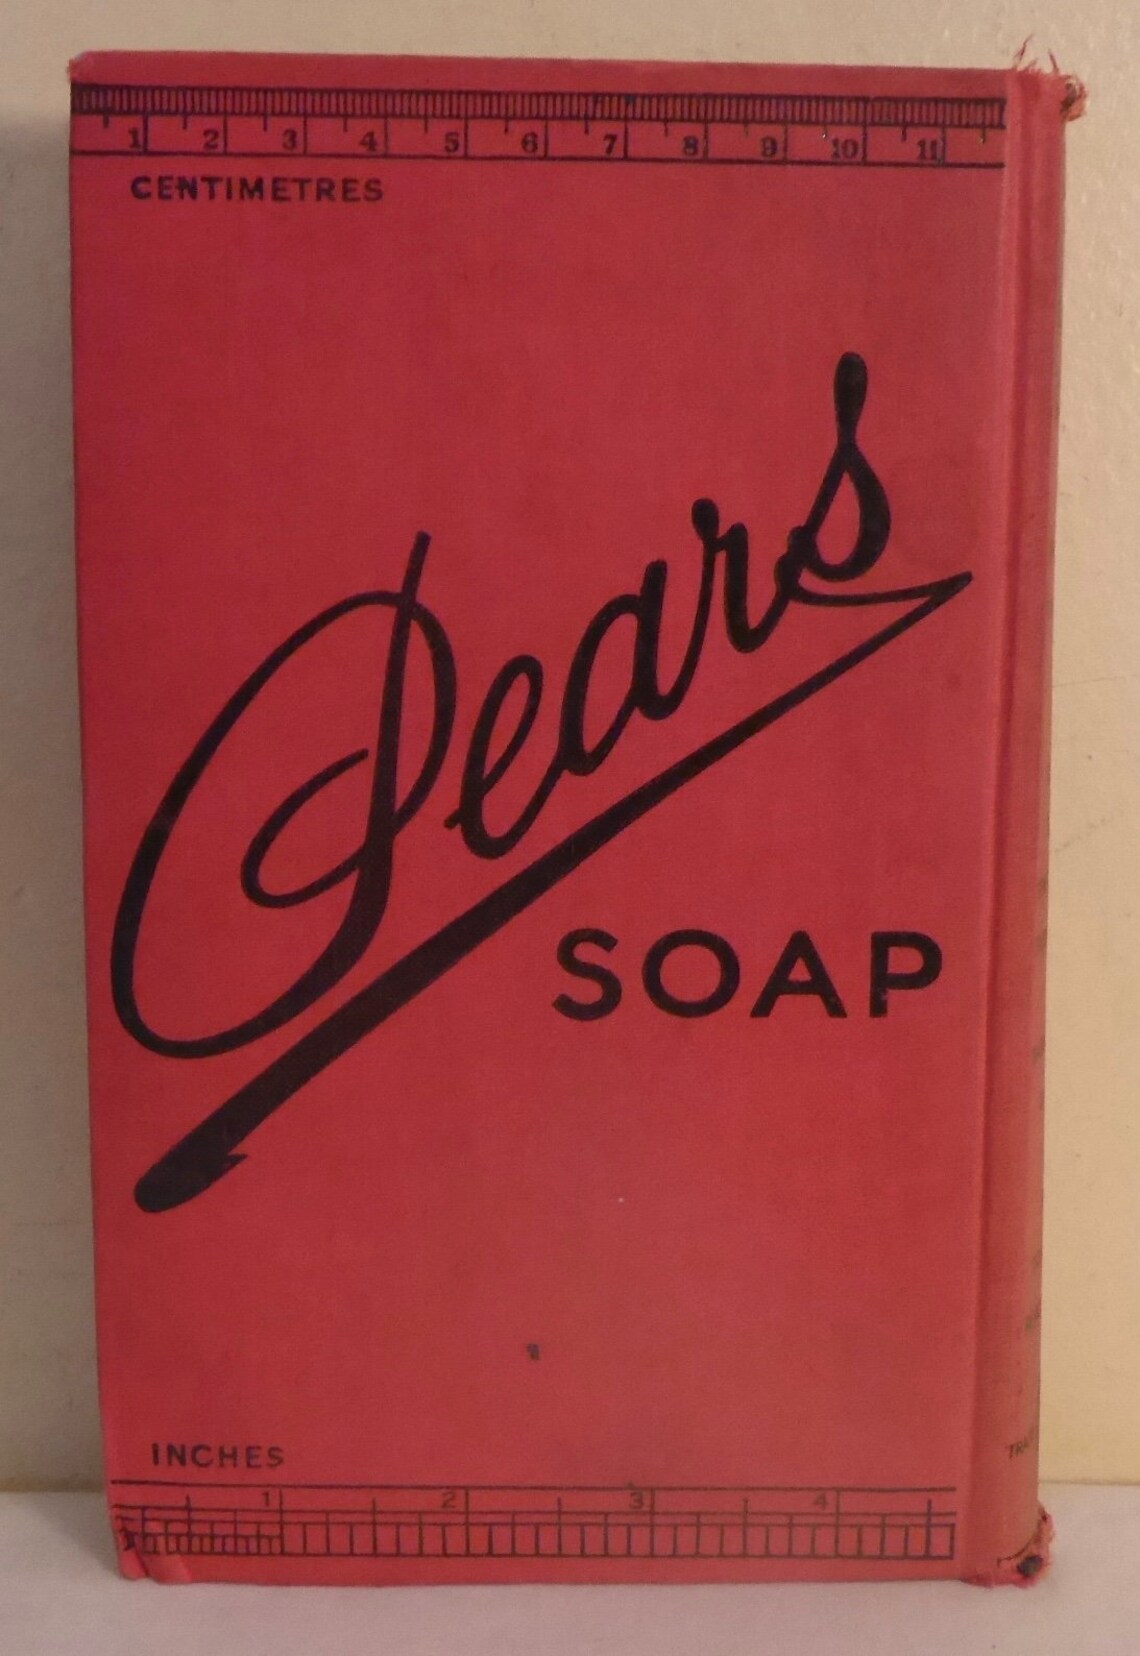 1 2 3 4 5 6 7 8 9 10 11
CENTIMETRES
Pears
SOAP
INCHES
1 2 3 4